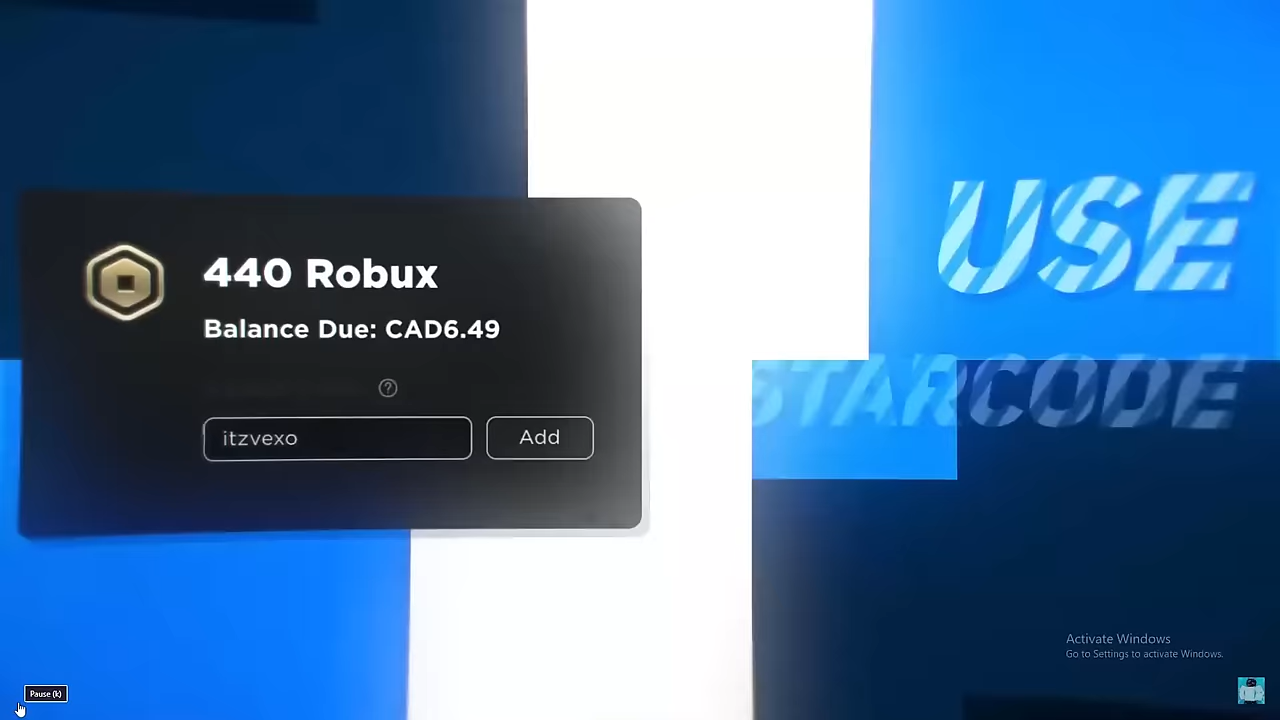 440 Robux
Balance Due: CAD6.49
itzvexo
Add
USE
STARCODE
Activate Windows
Go to Settings to activate Windows.
Pause (k)